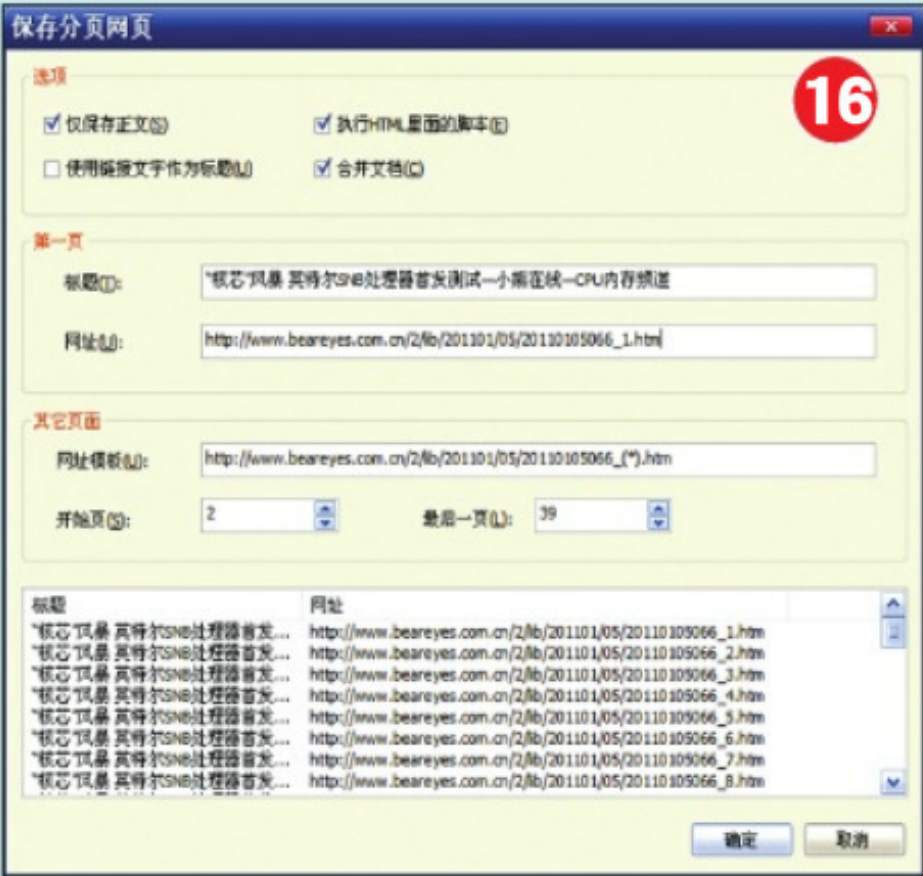 保存分页网页
选项
16
仅保存正文(S)
执行HTML里面的脚本(E)
使用链接文字作为标题(U)
合并文档(C)
第一页
标题(T):
"核芯"风暴 英特尔SNB处理器首发测试—小熊在线—CPU内存频道
网址(U):
http://www.beareyes.com.cn/2/lib/201101/05/20110105066_1.htm
其它页面
网址模板(U):
http://www.beareyes.com.cn/2/lib/201101/05/20110105066_(*).htm
开始页(S):
2
最后一页(L):
39
标题 网址
"核芯"风暴 英特尔SNB处理器首发... http://www.beareyes.com.cn/2/lib/201101/05/20110105066_1.htm
"核芯"风暴 英特尔SNB处理器首发... http://www.beareyes.com.cn/2/lib/201101/05/20110105066_2.htm
"核芯"风暴 英特尔SNB处理器首发... http://www.beareyes.com.cn/2/lib/201101/05/20110105066_3.htm
"核芯"风暴 英特尔SNB处理器首发... http://www.beareyes.com.cn/2/lib/201101/05/20110105066_4.htm
"核芯"风暴 英特尔SNB处理器首发... http://www.beareyes.com.cn/2/lib/201101/05/20110105066_5.htm
"核芯"风暴 英特尔SNB处理器首发... http://www.beareyes.com.cn/2/lib/201101/05/20110105066_6.htm
"核芯"风暴 英特尔SNB处理器首发... http://www.beareyes.com.cn/2/lib/201101/05/20110105066_7.htm
"核芯"风暴 英特尔SNB处理器首发... http://www.beareyes.com.cn/2/lib/201101/05/20110105066_8.htm
确定
取消